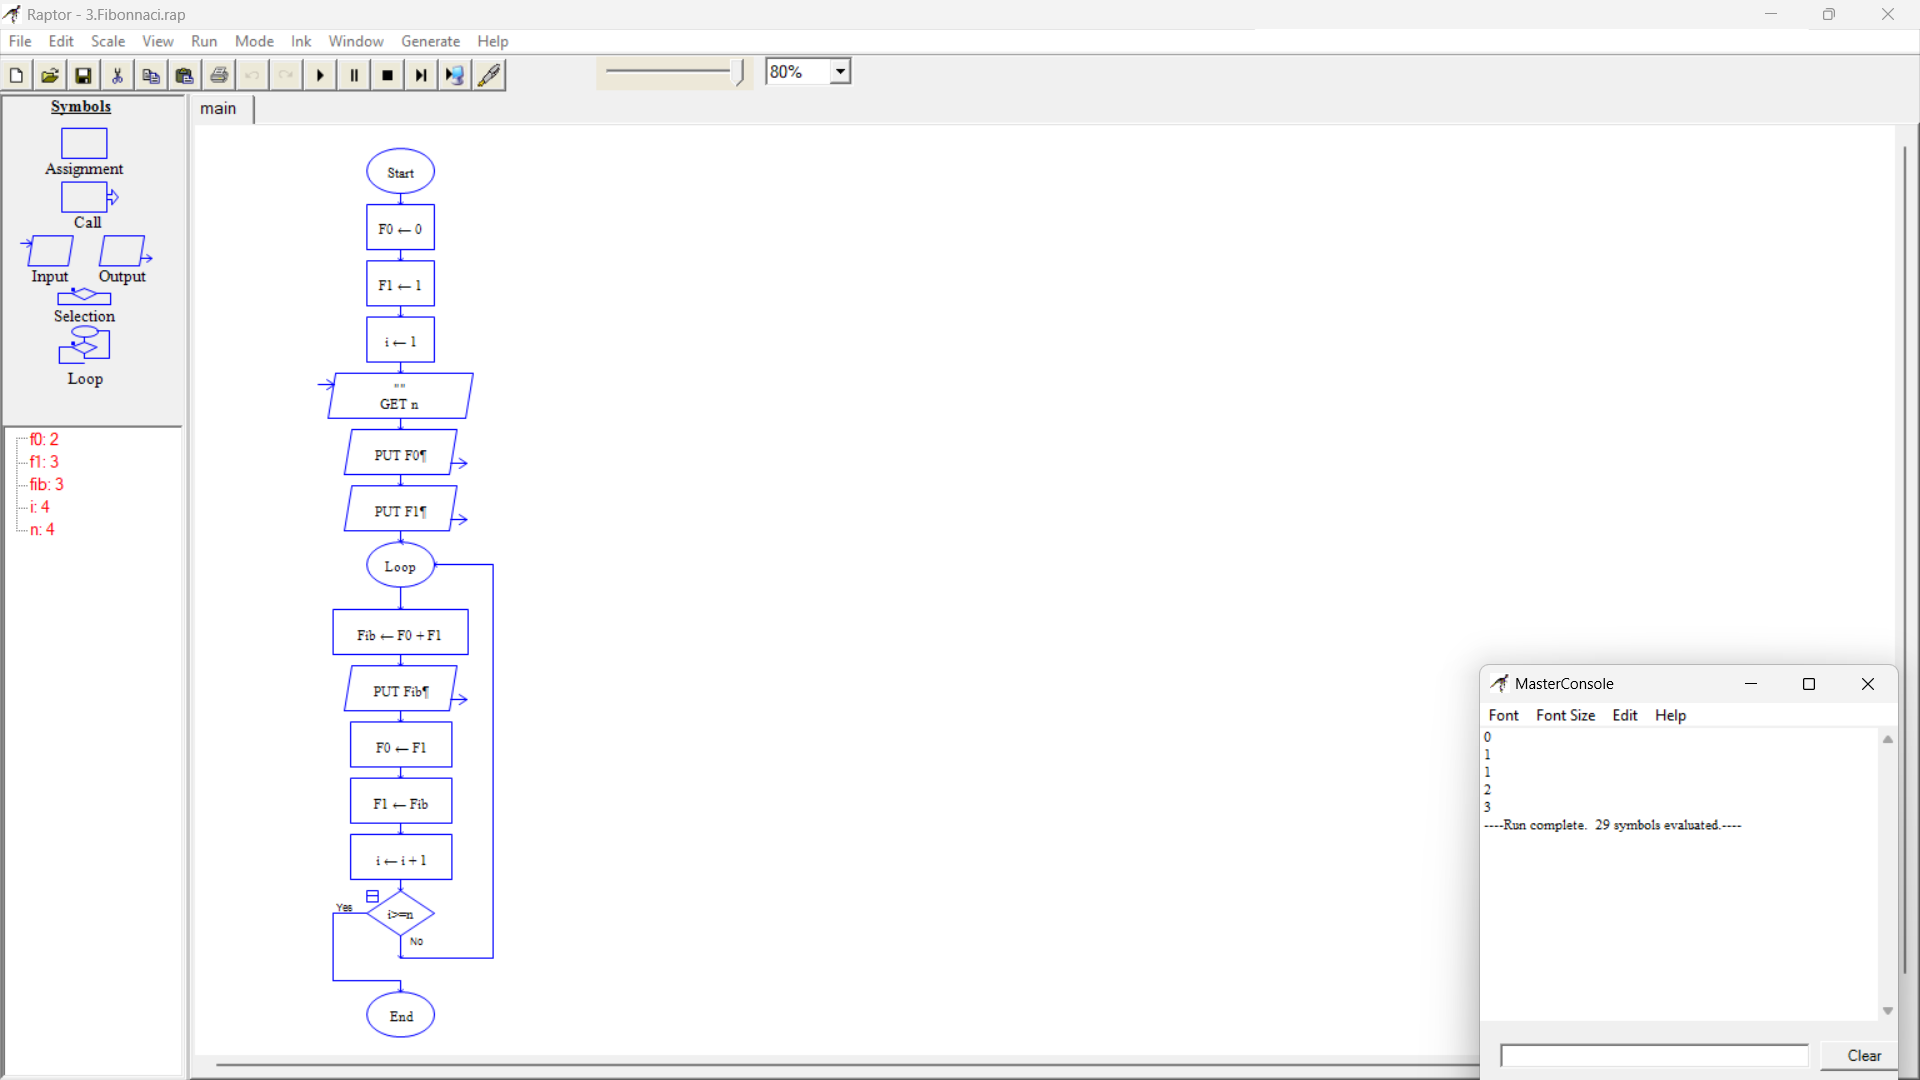 Raptor - 3.Fibonnaci.rap
File Edit Scale View Run Mode Ink Window Generate Help
80%
Symbols
Assignment
Call
Input Output
Selection
Loop
f0: 2
f1: 3
fib: 3
i: 4
n: 4
main
Start
F0 ← 0
F1 ← 1
i ← 1
""
GET n
PUT F0¶
PUT F1¶
Loop
Fib ← F0 + F1
PUT Fib¶
F0 ← F1
F1 ← Fib
i ← i + 1
Yes
i>=n
No
End
MasterConsole
Font Font Size Edit Help
0
1
1
2
3
----Run complete.  29 symbols evaluated.----
Clear